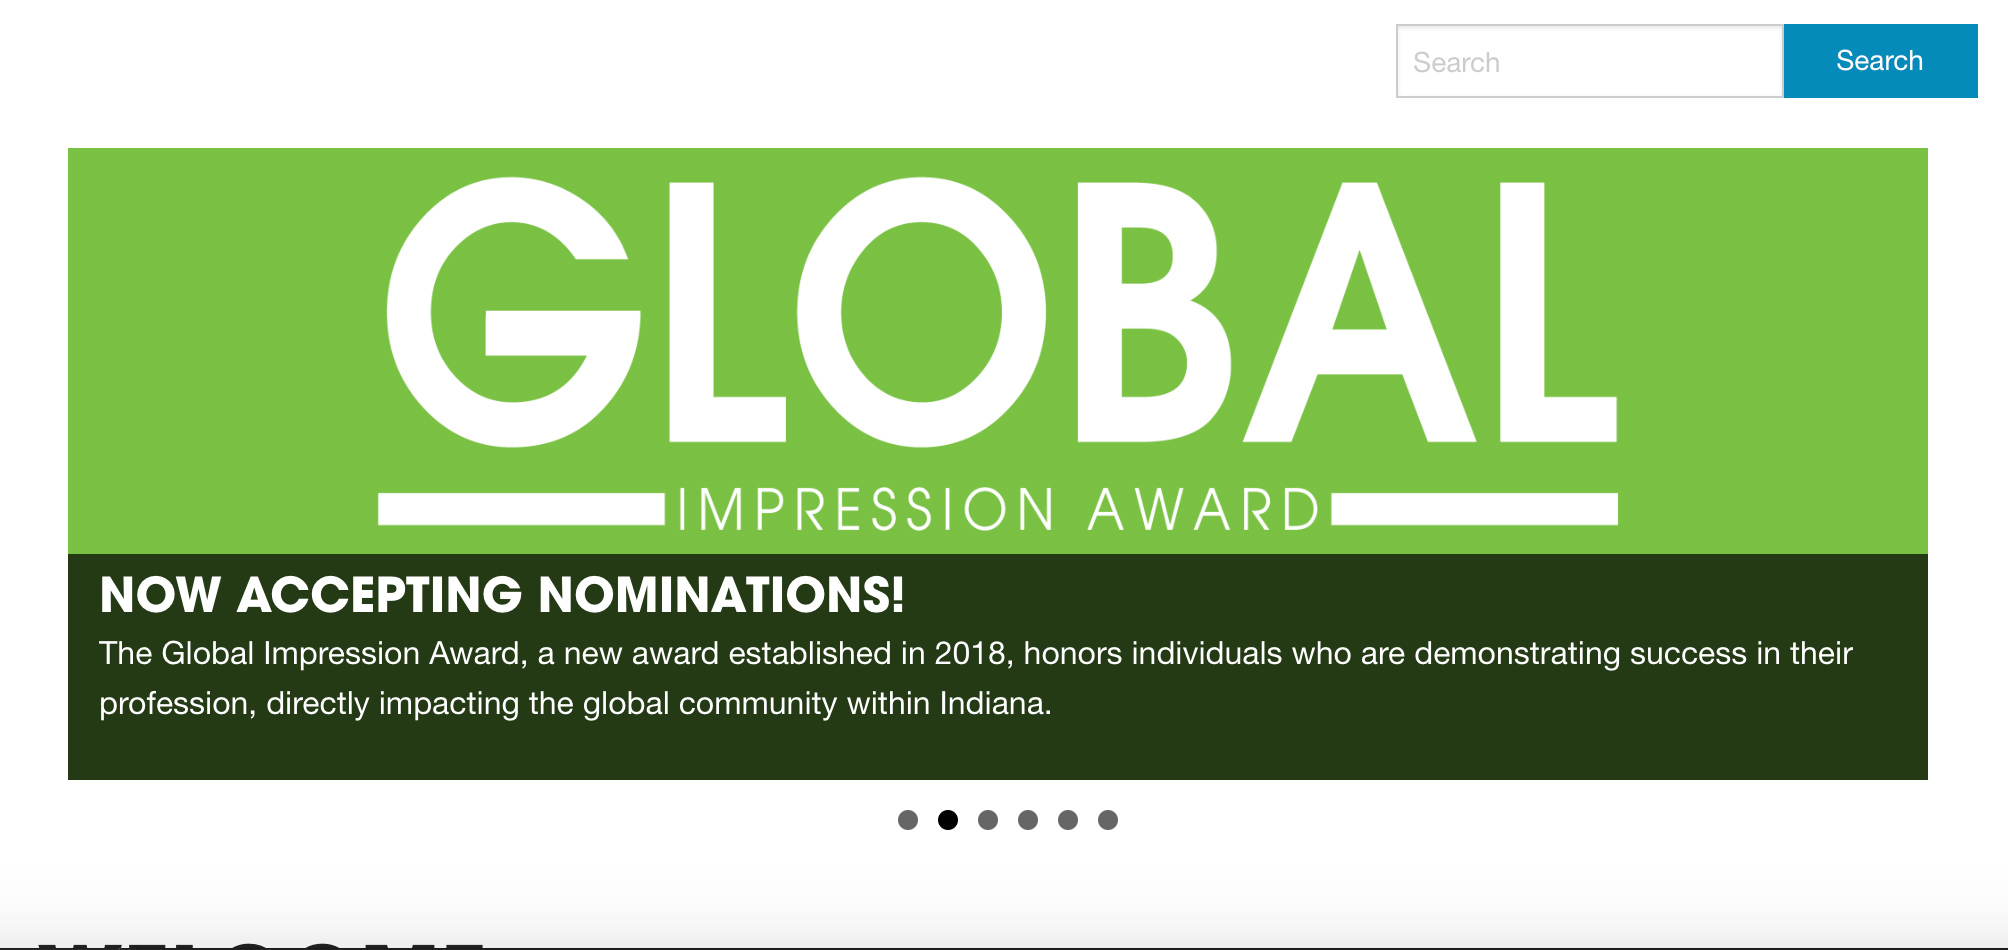 Search Search
GLOBAL
IMPRESSION AWARD
NOW ACCEPTING NOMINATIONS!
The Global Impression Award, a new award established in 2018, honors individuals who are demonstrating success in their
profession, directly impacting the global community within Indiana.
WELCOME